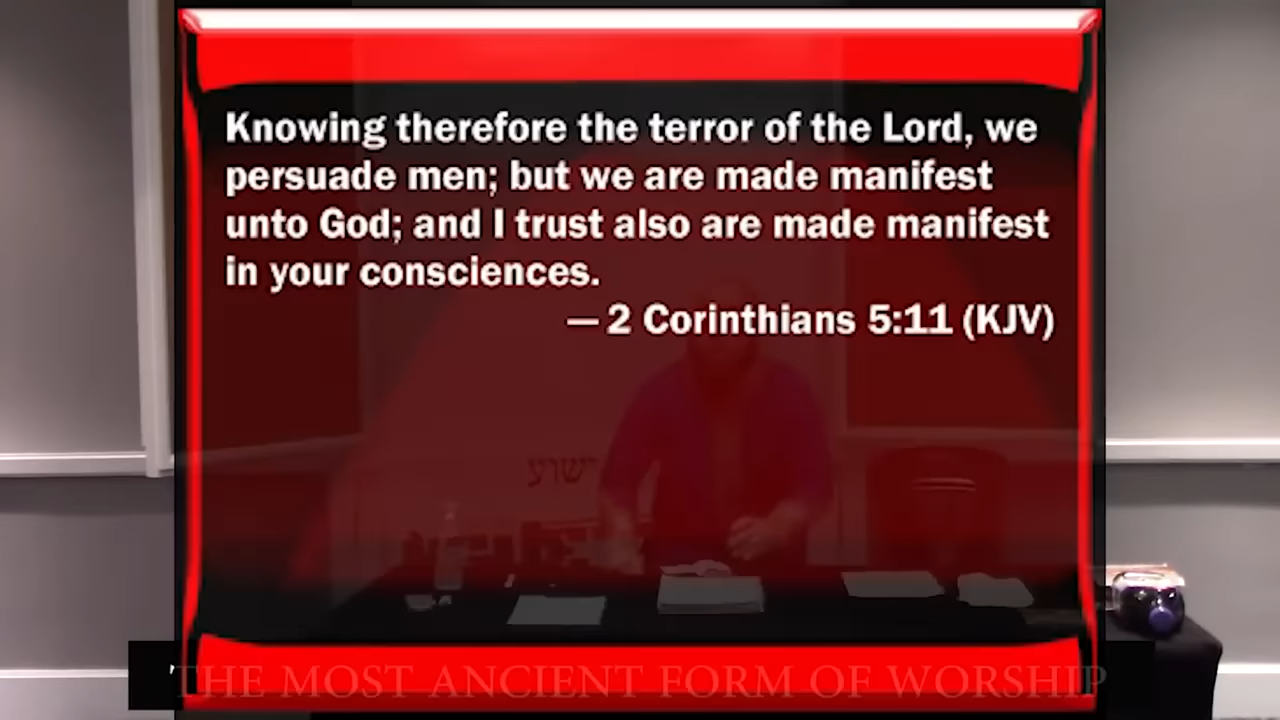 Knowing therefore the terror of the Lord, we
persuade men; but we are made manifest
unto God; and I trust also are made manifest
in your consciences.
— 2 Corinthians 5:11 (KJV)
ישוע
THE MOST ANCIENT FORM OF WORSHIP